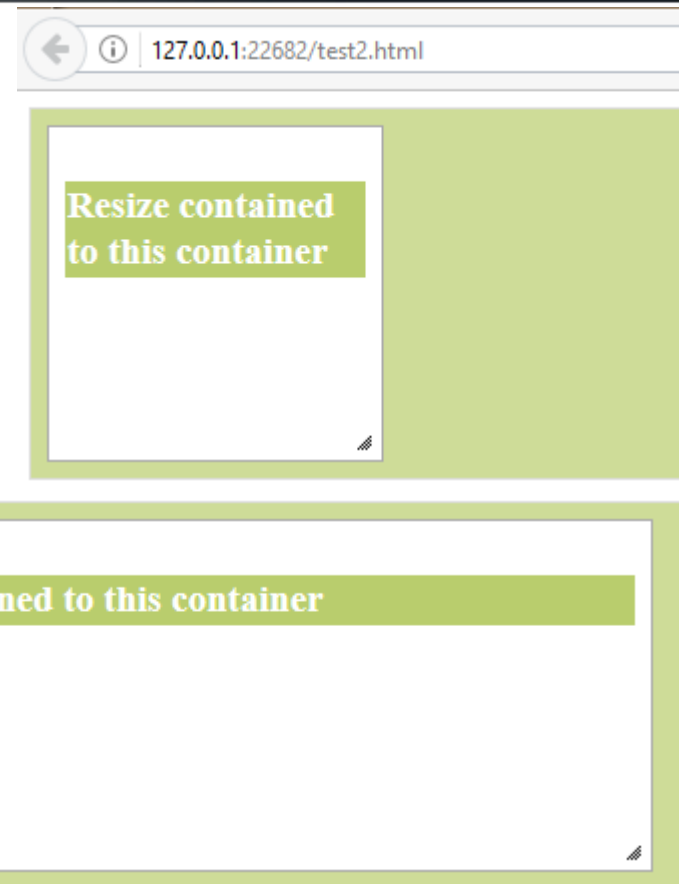 127.0.0.1:22682/test2.html
Resize contained
to this container
ned to this container